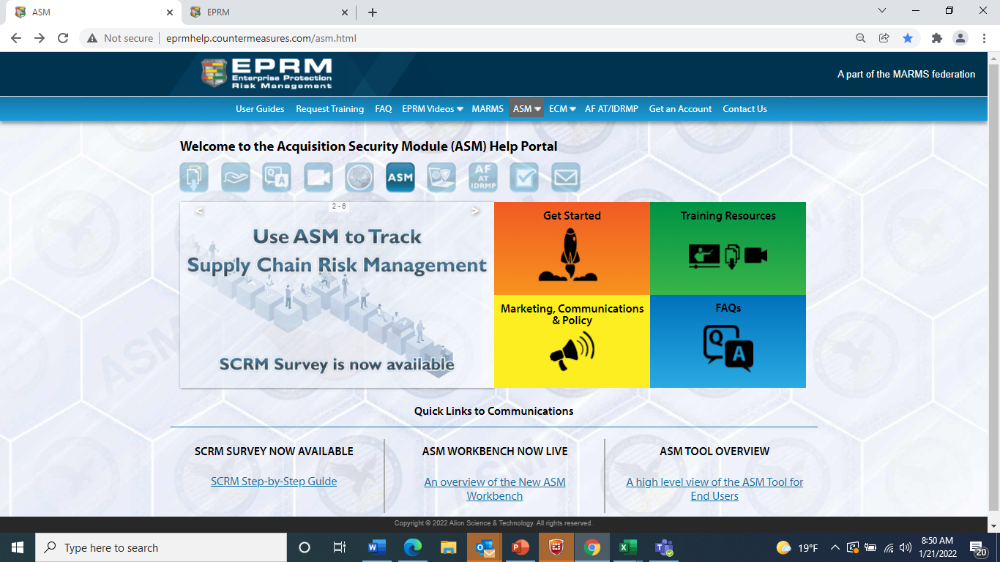 ASM
EPRM
Not secure
eprmhelp.countermeasures.com/asm.html
EPRM
Enterprise Protection
Risk Management
A part of the MARMS federation
User Guides Request Training FAQ EPRM Videos MARMS ASM ECM AF AT/IDRMP Get an Account Contact Us
Welcome to the Acquisition Security Module (ASM) Help Portal
Q A
ASM
AF
AT
IDRMP
< 2 - 6 >
Use ASM to Track
Supply Chain Risk Management
SCRM Survey is now available
Get Started
Training Resources
Marketing, Communications
& Policy
FAQs
Q A
Quick Links to Communications
SCRM SURVEY NOW AVAILABLE
SCRM Step-by-Step Guide
ASM WORKBENCH NOW LIVE
An overview of the New ASM
Workbench
ASM TOOL OVERVIEW
A high level view of the ASM Tool for
End Users
Copyright © 2022 Alion Science & Technology. All rights reserved.
Type here to search
19°F
8:50 AM
1/21/2022
20